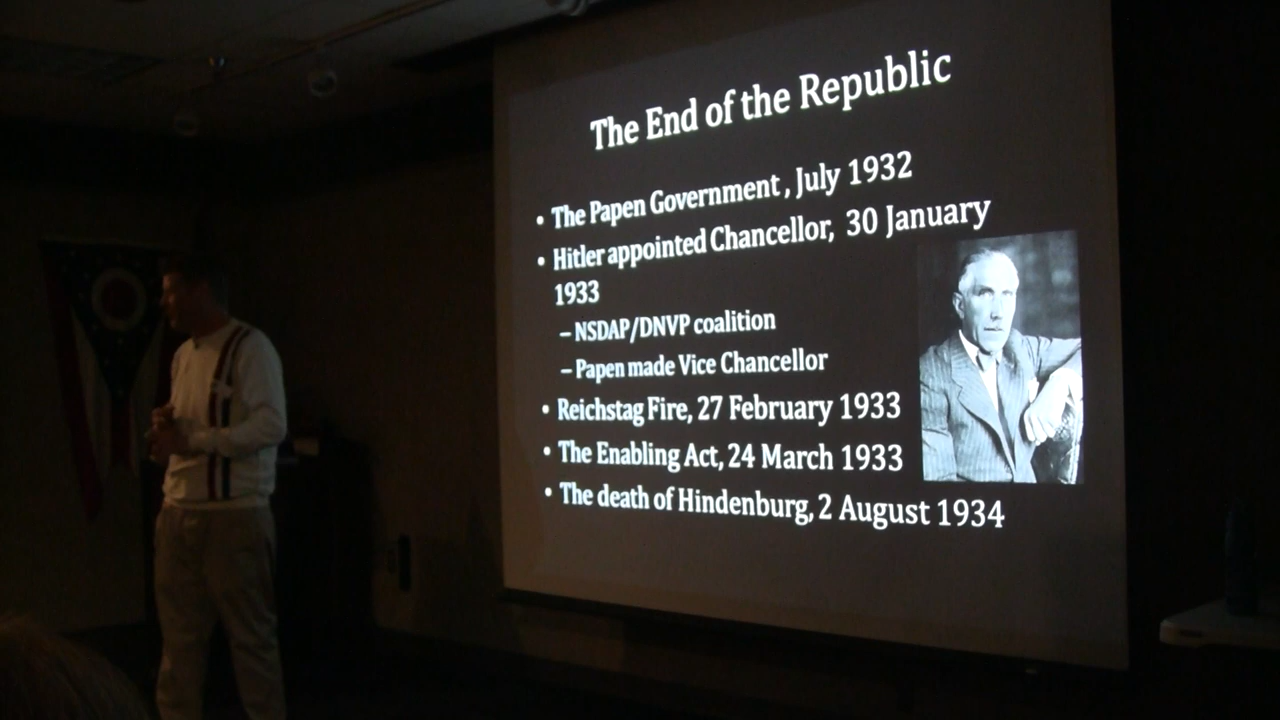 The End of the Republic
• The Papen Government , July 1932
• Hitler appointed Chancellor, 30 January
1933
– NSDAP/DNVP coalition
– Papen made Vice Chancellor
• Reichstag Fire, 27 February 1933
• The Enabling Act, 24 March 1933
• The death of Hindenburg, 2 August 1934